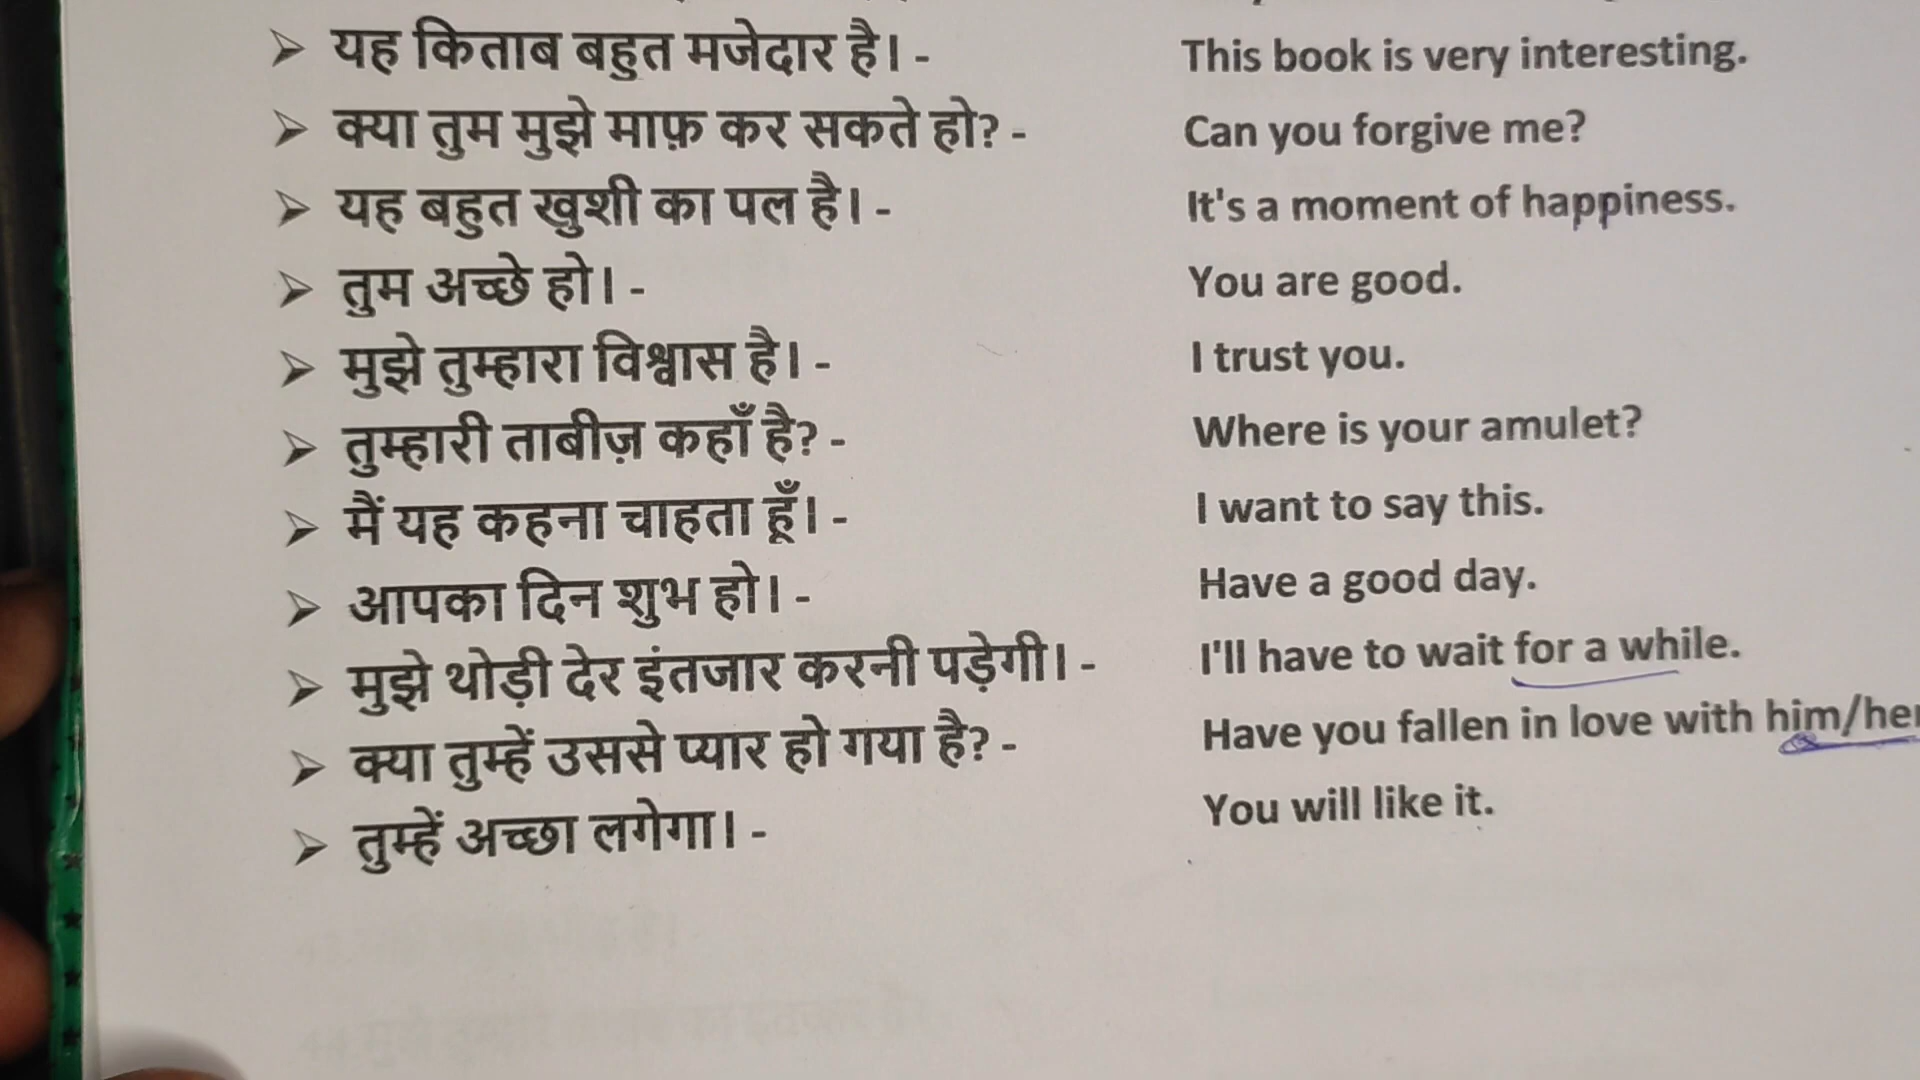 ➢ यह किताब बहुत मजेदार है। - This book is very interesting.
➢ क्या तुम मुझे माफ़ कर सकते हो? - Can you forgive me?
➢ यह बहुत खुशी का पल है। - It's a moment of happiness.
➢ तुम अच्छे हो। - You are good.
➢ मुझे तुम्हारा विश्वास है। - I trust you.
➢ तुम्हारी ताबीज़ कहाँ है? - Where is your amulet?
➢ मैं यह कहना चाहता हूँ। - I want to say this.
➢ आपका दिन शुभ हो। - Have a good day.
➢ मुझे थोड़ी देर इंतजार करनी पड़ेगी। - I'll have to wait for a while.
➢ क्या तुम्हें उससे प्यार हो गया है? - Have you fallen in love with him/her
➢ तुम्हें अच्छा लगेगा। - You will like it.